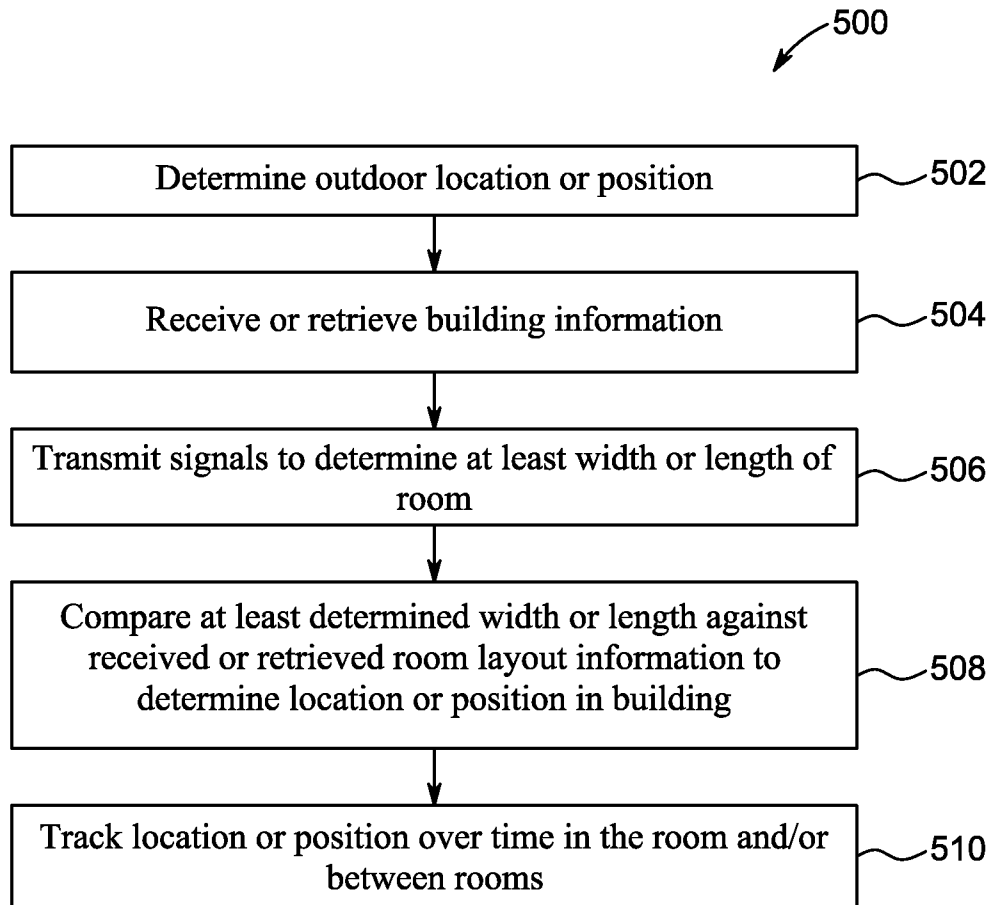 500
Determine outdoor location or position
502
Receive or retrieve building information
504
Transmit signals to determine at least width or length of
room
506
Compare at least determined width or length against
received or retrieved room layout information to
determine location or position in building
508
Track location or position over time in the room and/or
between rooms
510